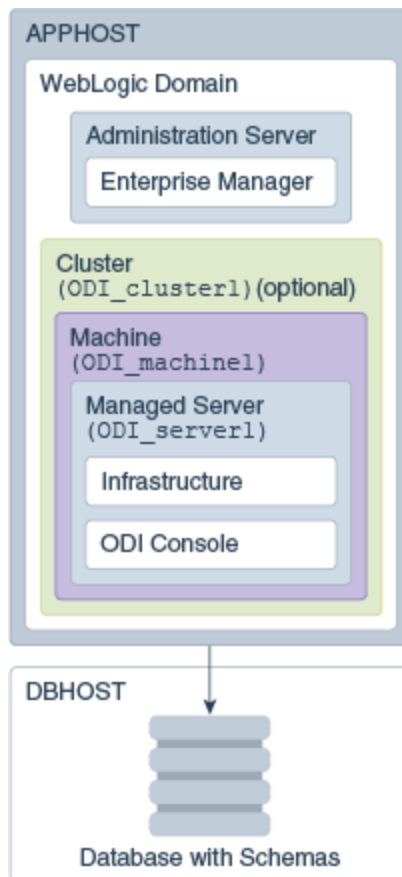 APPHOST
WebLogic Domain
Administration Server
Enterprise Manager
Cluster
(ODI_cluster1)(optional)
Machine
(ODI_machine1)
Managed Server
(ODI_server1)
Infrastructure
ODI Console
DBHOST
Database with Schemas